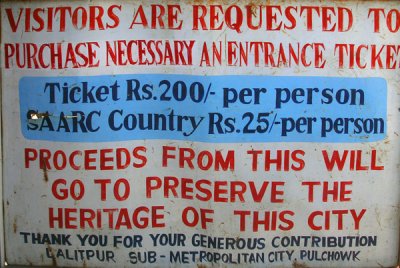 VISITORS ARE REQUESTED TO
PURCHASE NECESSARY AN ENTRANCE TICKET
Ticket Rs.200/- per person
SAARC Country Rs.25/-per person
PROCEEDS FROM THIS WILL
GO TO PRESERVE THE
HERITAGE OF THIS CITY
THANK YOU FOR YOUR GENEROUS CONTRIBUTION
LALITPUR SUB-METROPOLITAN CITY, PULCHOWK